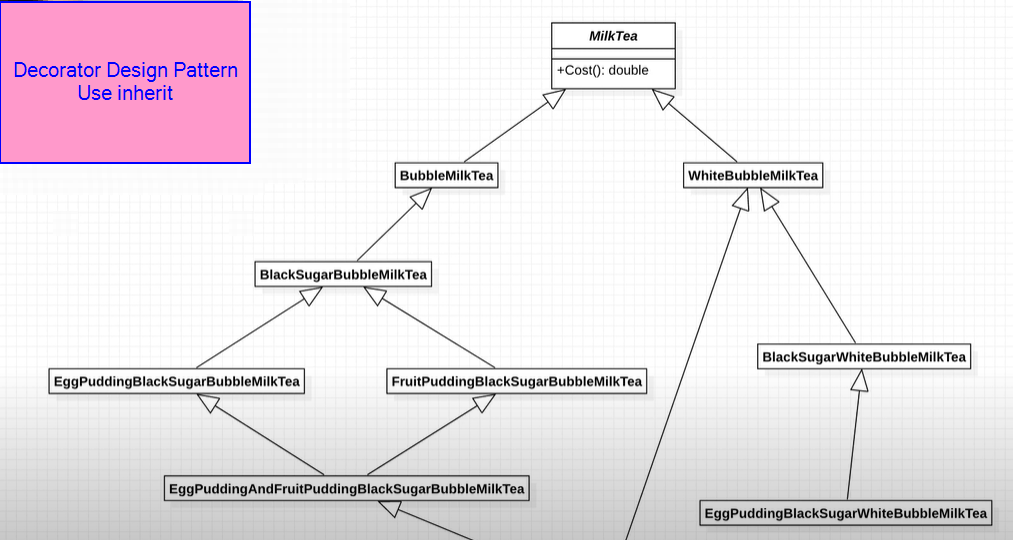 Decorator Design Pattern
Use inherit
MilkTea
+Cost(): double
BubbleMilkTea
WhiteBubbleMilkTea
BlackSugarBubbleMilkTea
BlackSugarWhiteBubbleMilkTea
EggPuddingBlackSugarBubbleMilkTea
FruitPuddingBlackSugarBubbleMilkTea
EggPuddingAndFruitPuddingBlackSugarBubbleMilkTea
EggPuddingBlackSugarWhiteBubbleMilkTea